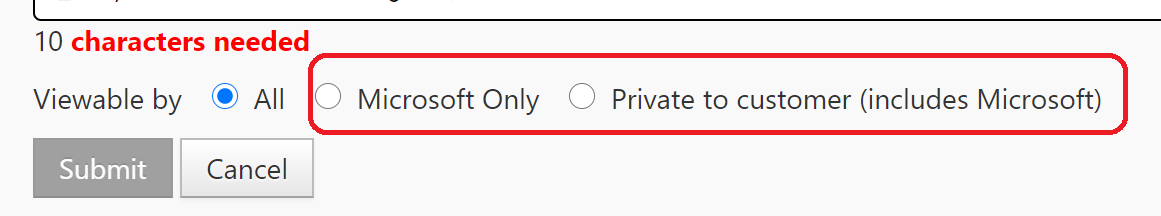 10 characters needed
Viewable by All Microsoft Only Private to customer (includes Microsoft)
Submit Cancel